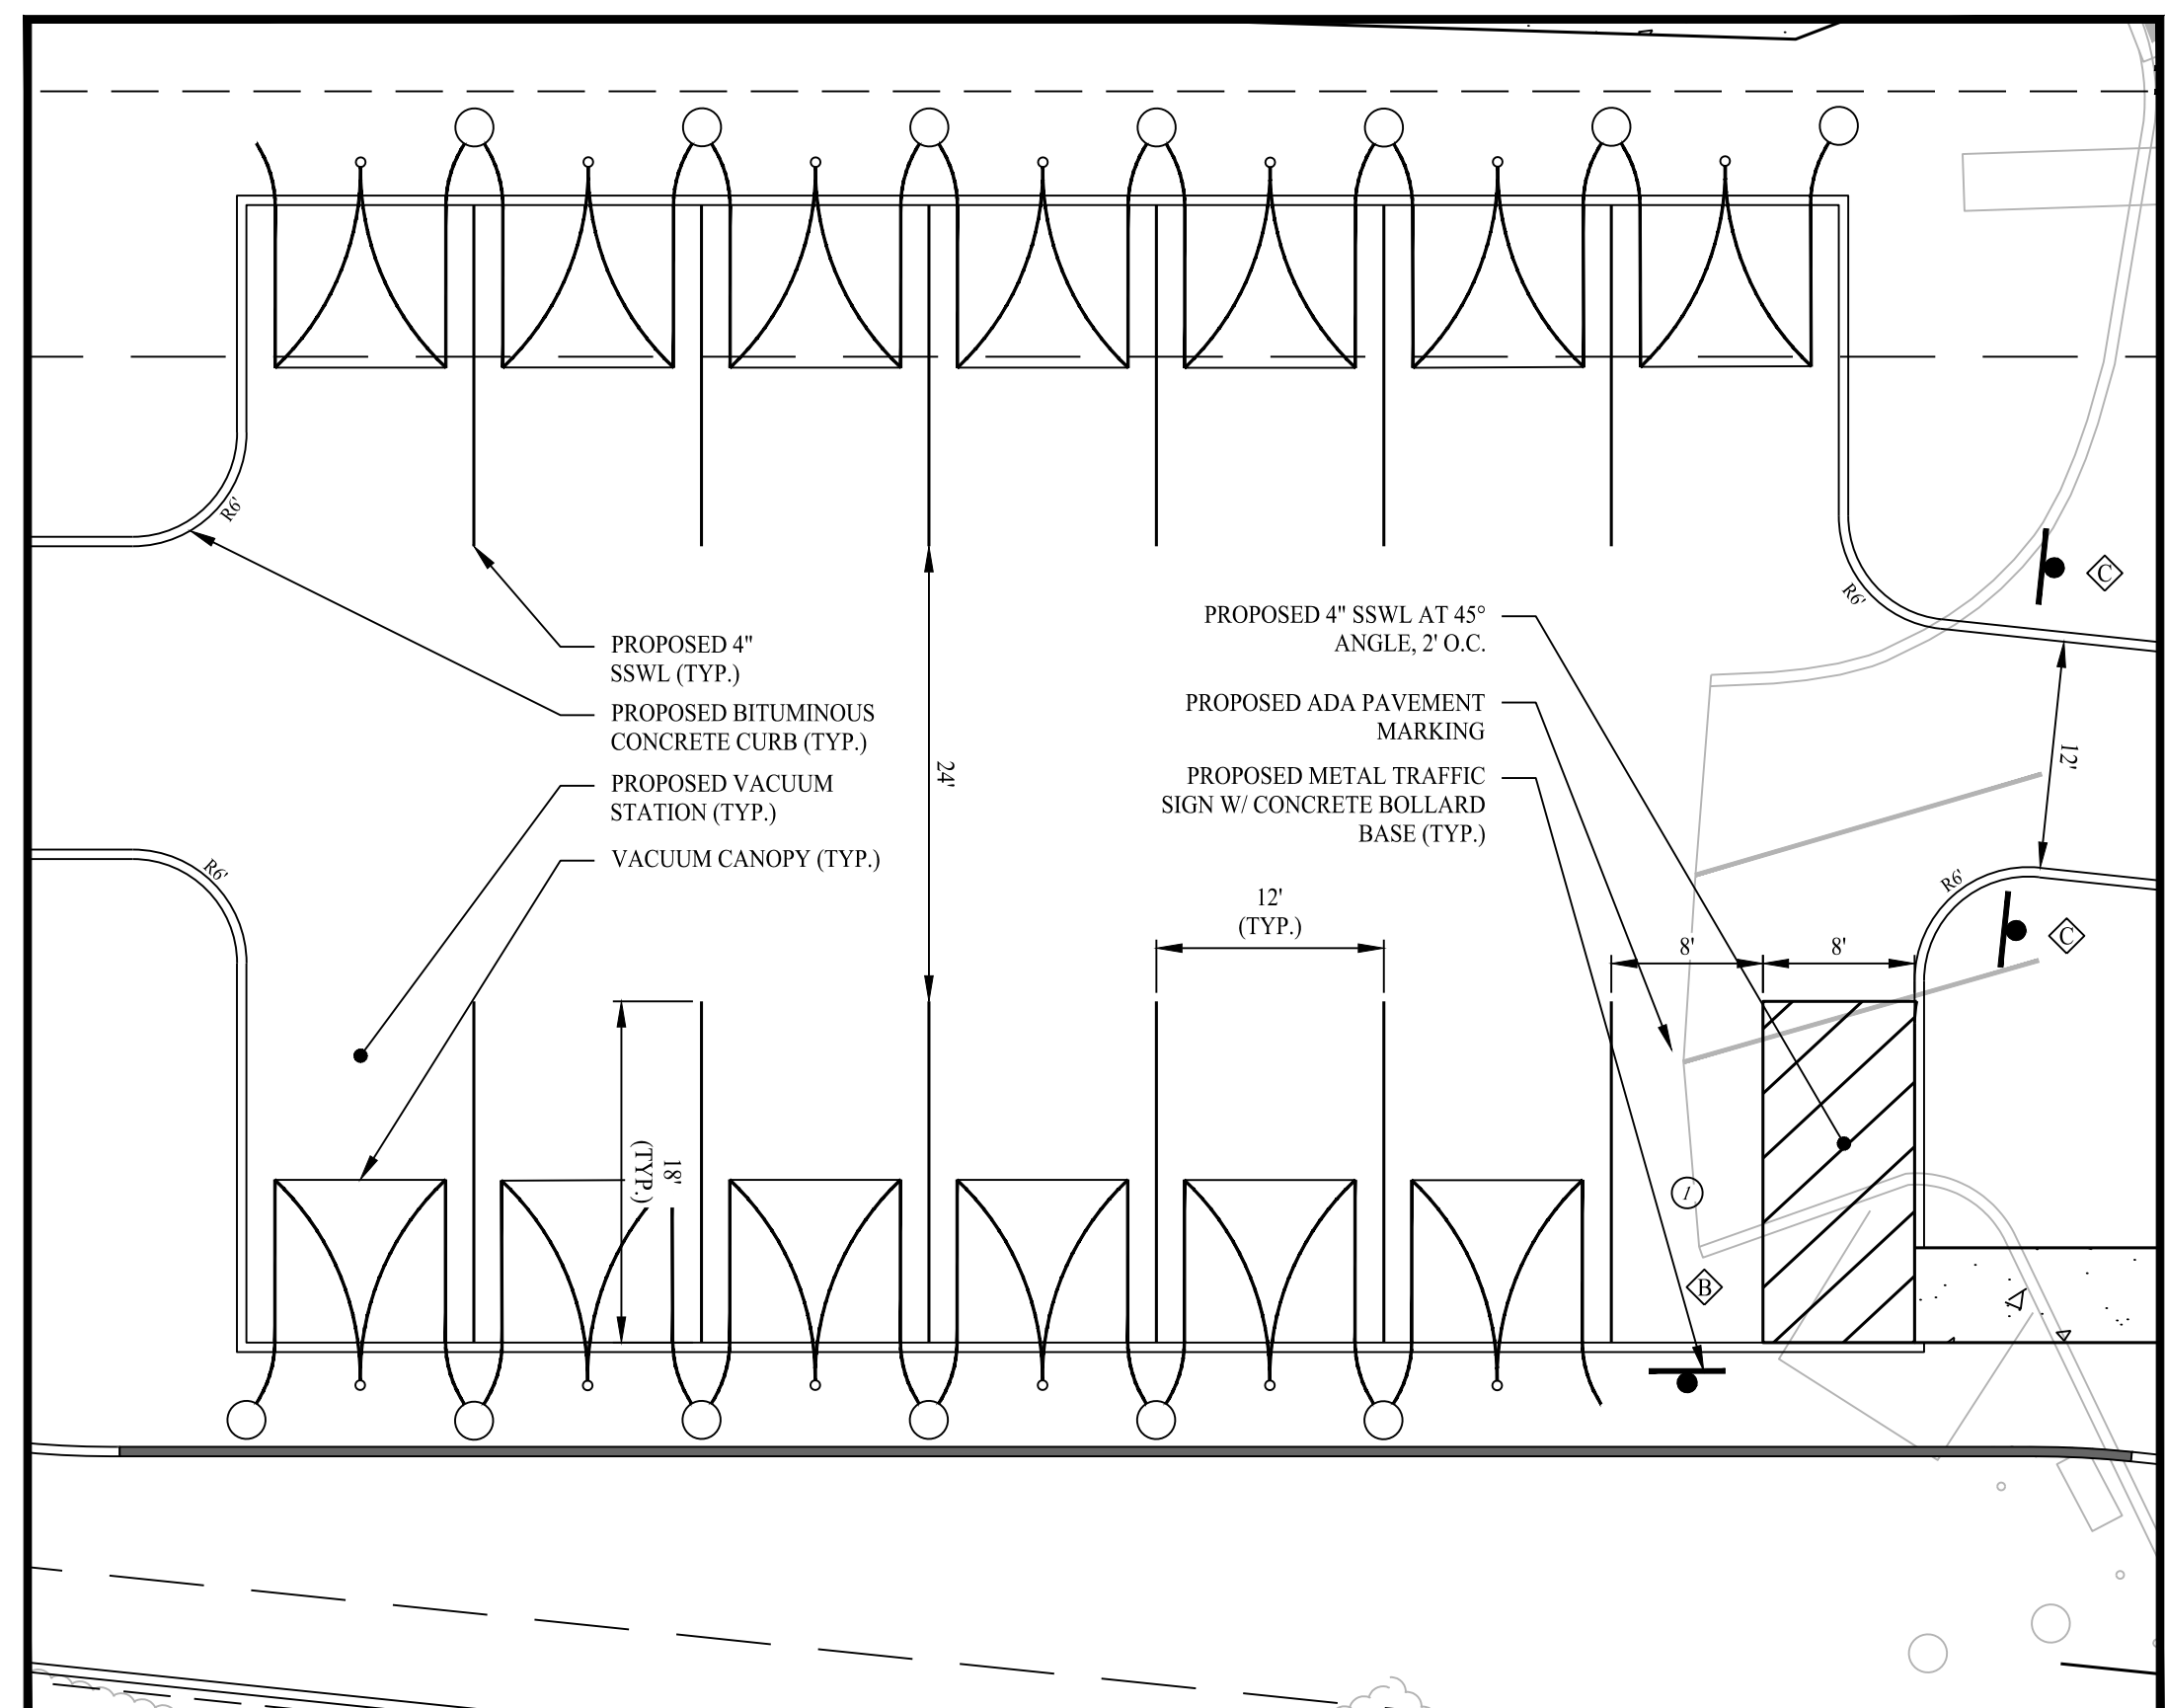 R6'
R6'
C
PROPOSED 4"
SSWL (TYP.)
PROPOSED BITUMINOUS
CONCRETE CURB (TYP.)
PROPOSED VACUUM
STATION (TYP.)
VACUUM CANOPY (TYP.)
24'
PROPOSED 4" SSWL AT 45°
ANGLE, 2' O.C.
PROPOSED ADA PAVEMENT
MARKING
PROPOSED METAL TRAFFIC
SIGN W/ CONCRETE BOLLARD
BASE (TYP.)
12'
R6'
12'
(TYP.)
R6'
8'
8'
C
18'
(TYP.)
1
B